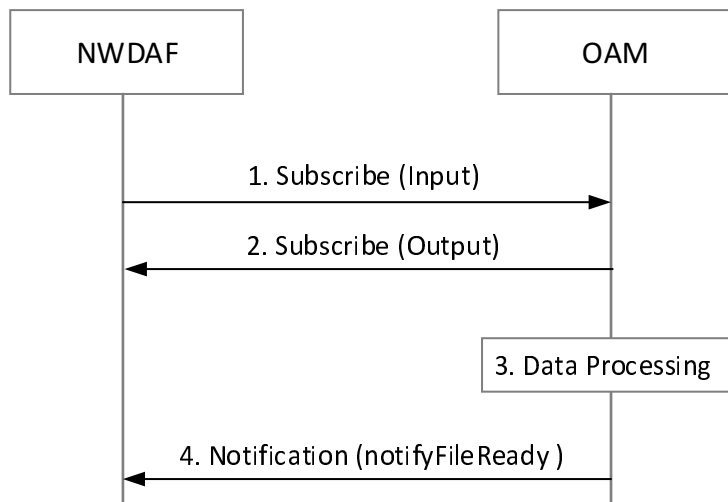 NWDAF
OAM
1. Subscribe (Input)
2. Subscribe (Output)
3. Data Processing
4. Notification (notifyFileReady )